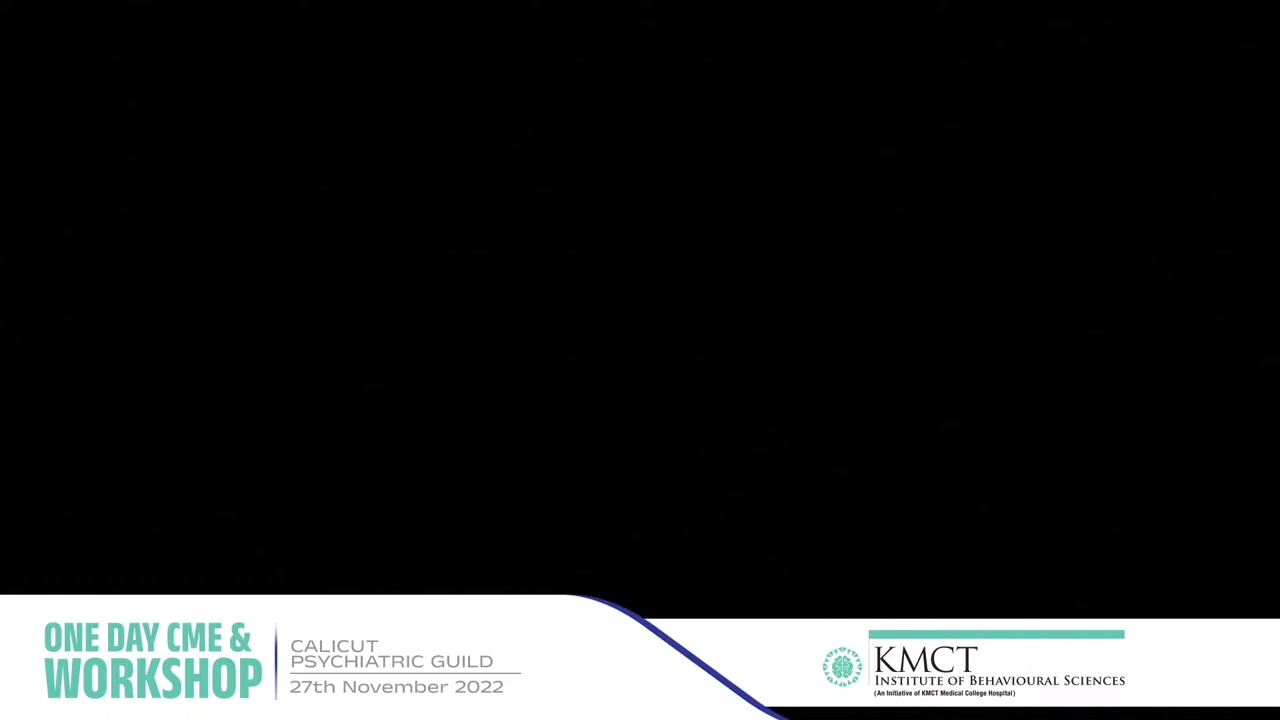 ONE DAY CME &
WORKSHOP
CALICUT
PSYCHIATRIC GUILD
27th November 2022
KMCT
INSTITUTE OF BEHAVIOURAL SCIENCES
(An Initiative of KMCT Medical College Hospital)